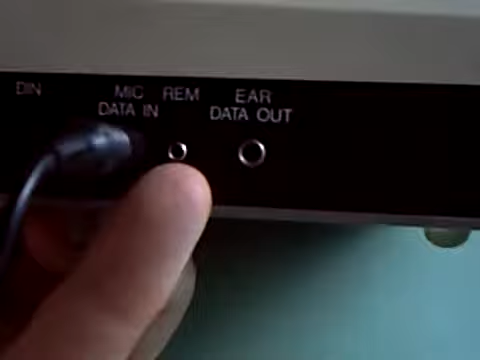 DIN
MIC
DATA IN
REM
EAR
DATA OUT